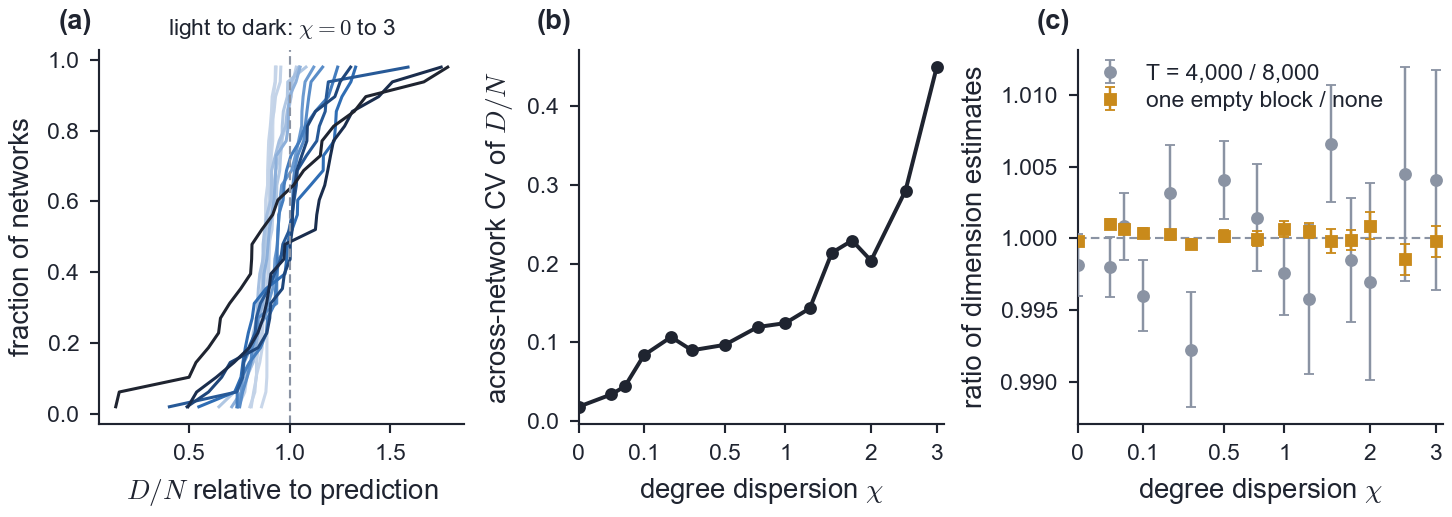 (a)
light to dark: χ = 0 to 3
fraction of networks
1.0
0.8
0.6
0.4
0.2
0.0
0.5
1.0
1.5
D/N relative to prediction
(b)
across-network CV of D/N
0.4
0.3
0.2
0.1
0.0
0
0.1
0.5
1
2
3
degree dispersion χ
(c)
ratio of dimension estimates
T = 4,000 / 8,000
one empty block / none
1.010
1.005
1.000
0.995
0.990
0
0.1
0.5
1
2
3
degree dispersion χ